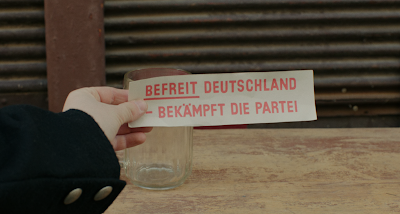 BEFREIT DEUTSCHLAND
– BEKÄMPFT DIE PARTEI